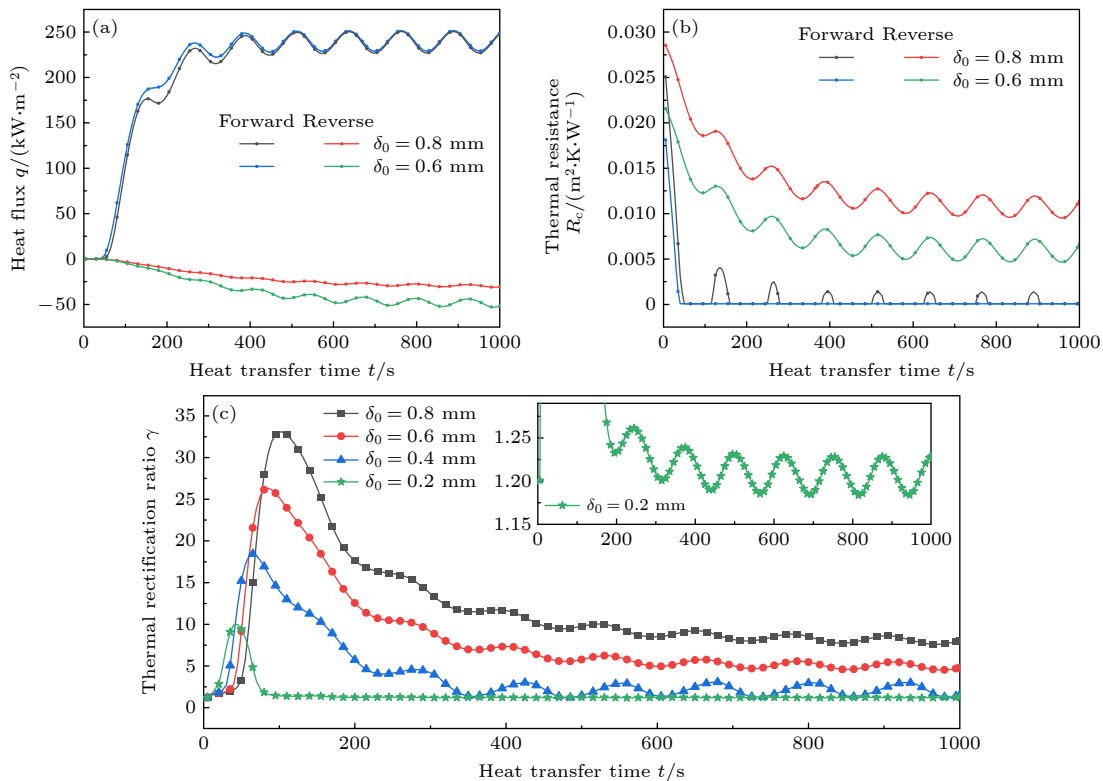 (a)
250
200
150
100
50
0
−50
Heat flux q/(kW·m−2)
Forward Reverse
δ0 = 0.8 mm
δ0 = 0.6 mm
0 200 400 600 800 1000
Heat transfer time t/s
(b)
0.030
0.025
0.020
0.015
0.010
0.005
0
Thermal resistance
Rc/(m2·K·W−1)
Forward Reverse
δ0 = 0.8 mm
δ0 = 0.6 mm
0 200 400 600 800 1000
Heat transfer time t/s
(c)
35
30
25
20
15
10
5
0
Thermal rectification ratio γ
δ0 = 0.8 mm
δ0 = 0.6 mm
δ0 = 0.4 mm
δ0 = 0.2 mm
1.25
1.20
1.15
δ0 = 0.2 mm
0 200 400 600 800 1000
0 200 400 600 800 1000
Heat transfer time t/s